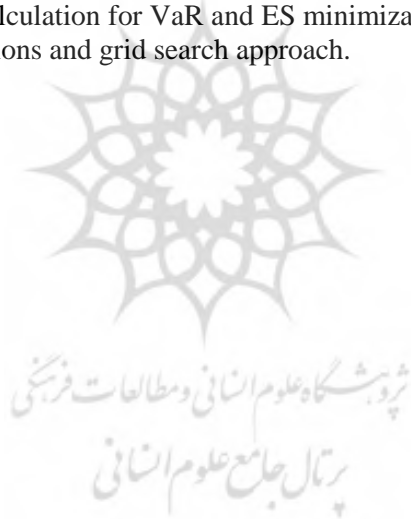 lculation for VaR and ES minimiza
ions and grid search approach.
پژوهشگاه علوم انسانی و مطالعات فرهنگی
پرتال جامع علوم انسانی